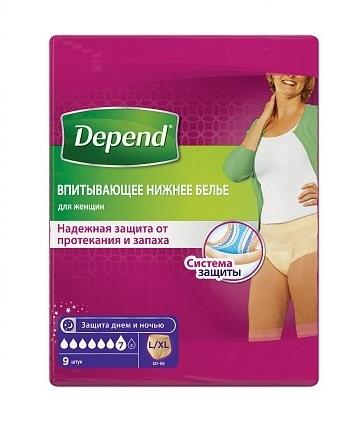 Depend®
ВПИТЫВАЮЩЕЕ НИЖНЕЕ БЕЛЬЕ
для женщин
Надежная защита от
протекания и запаха
Система
защиты
Защита днем и ночью
7
L/XL
9 штук